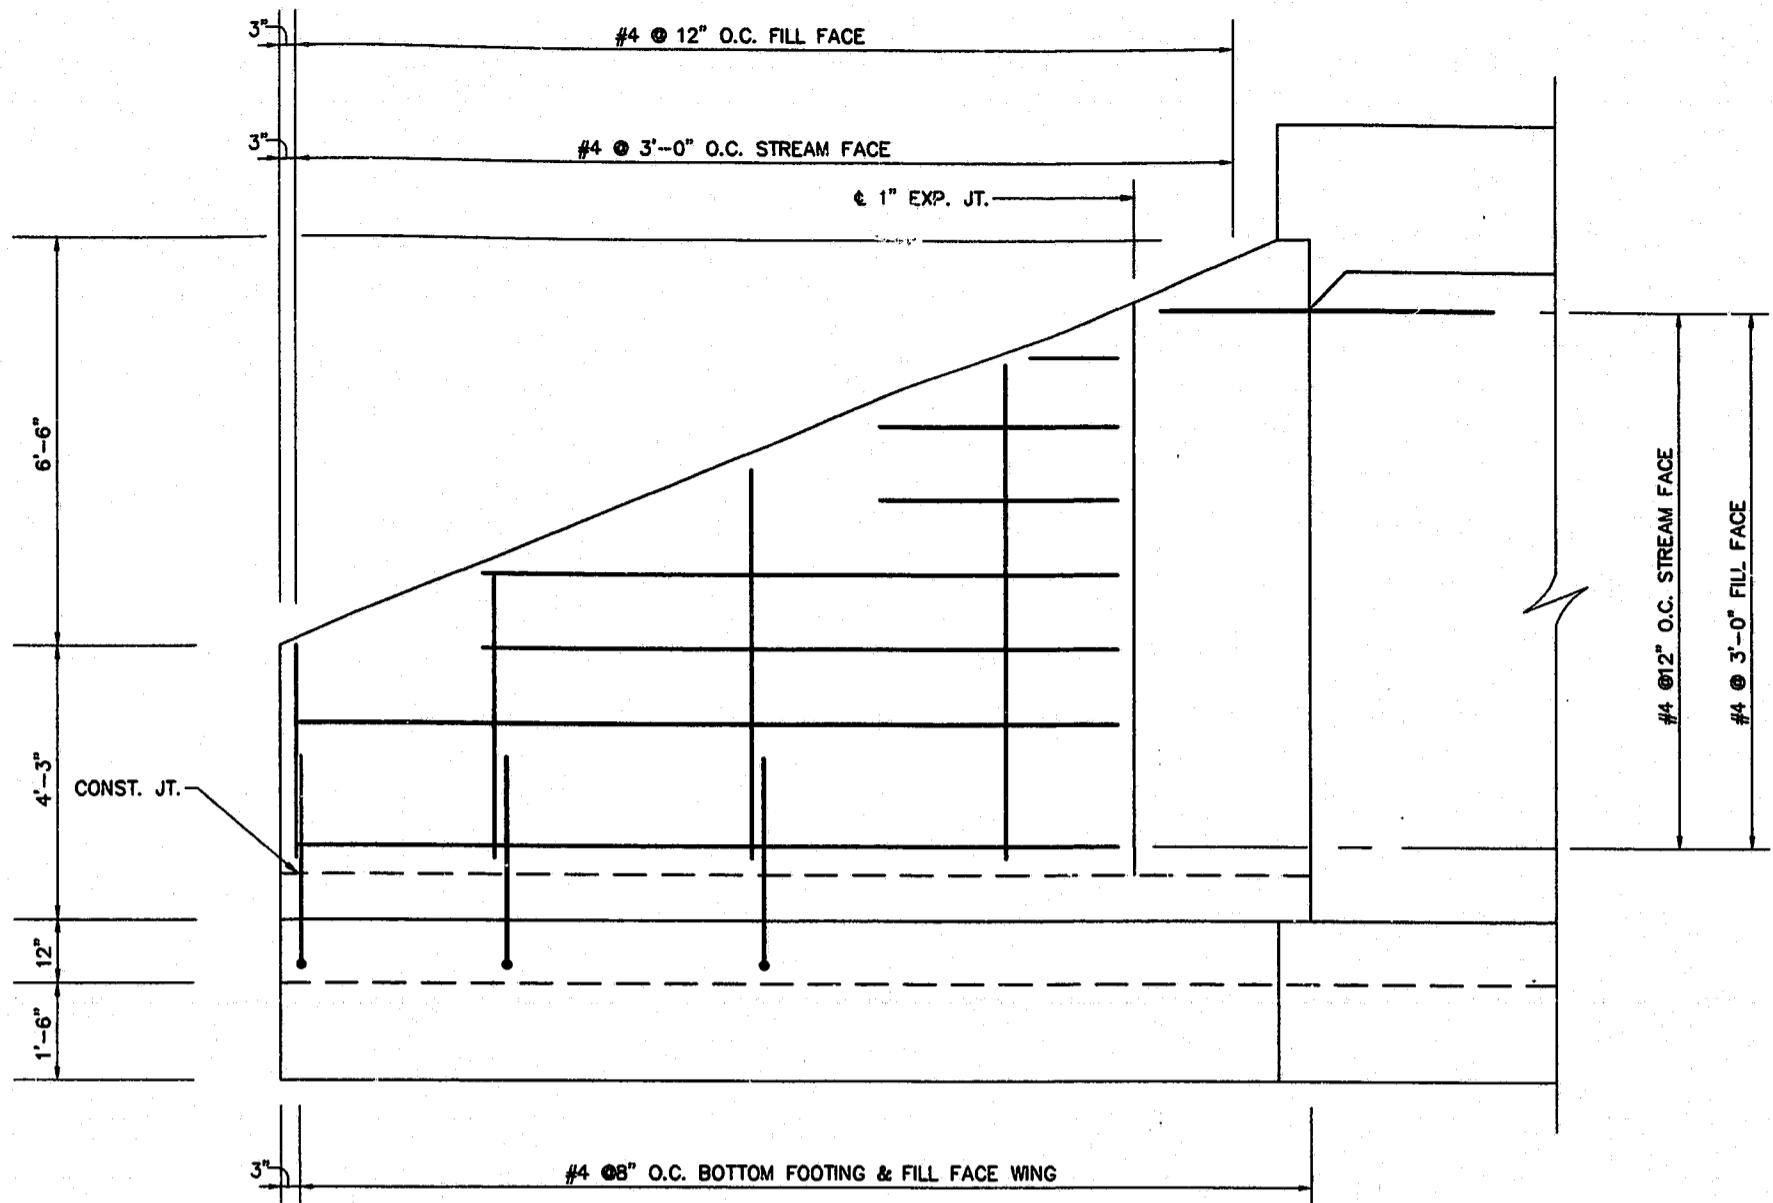 3"
#4 @ 12" O.C. FILL FACE
3"
#4 @ 3'-0" O.C. STREAM FACE
℄ 1" EXP. JT.
6'-6"
4'-3"
CONST. JT.
12"
1'-6"
#4 @12" O.C. STREAM FACE
#4 @ 3'-0" FILL FACE
3"
#4 @8" O.C. BOTTOM FOOTING & FILL FACE WING